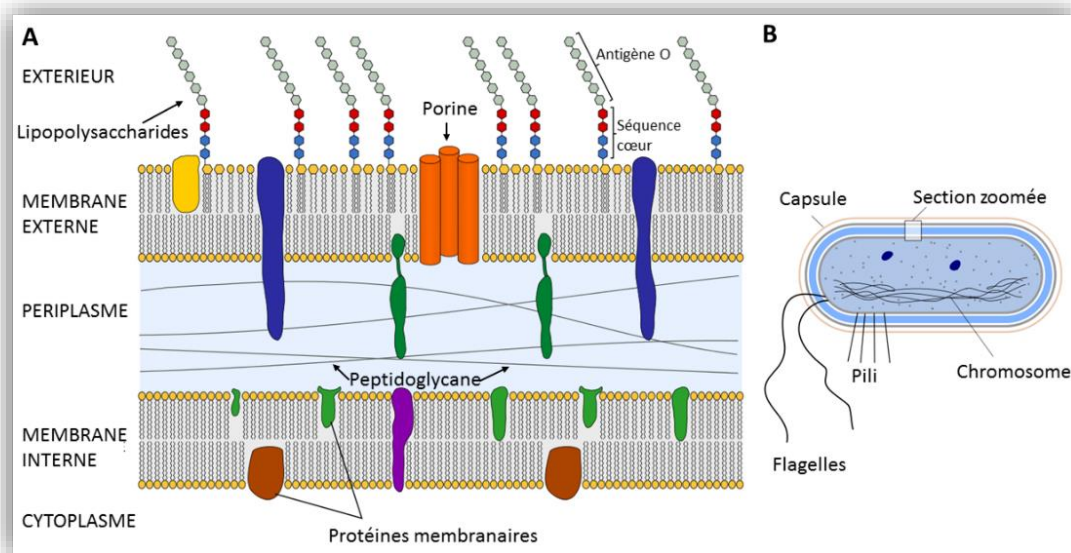 A
EXTERIEUR
Lipopolysaccharides
Porine
Antigène O
Séquence
cœur
MEMBRANE
EXTERNE
PERIPLASME
Peptidoglycane
MEMBRANE
INTERNE
CYTOPLASME
Protéines membranaires
B
Capsule
Section zoomée
Pili
Chromosome
Flagelles